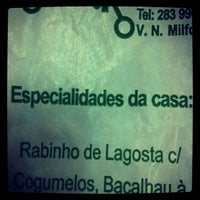 Tel: 283 99
V. N. Milfo
Especialidades da casa:
Rabinho de Lagosta c/
Cogumelos, Bacalhau à